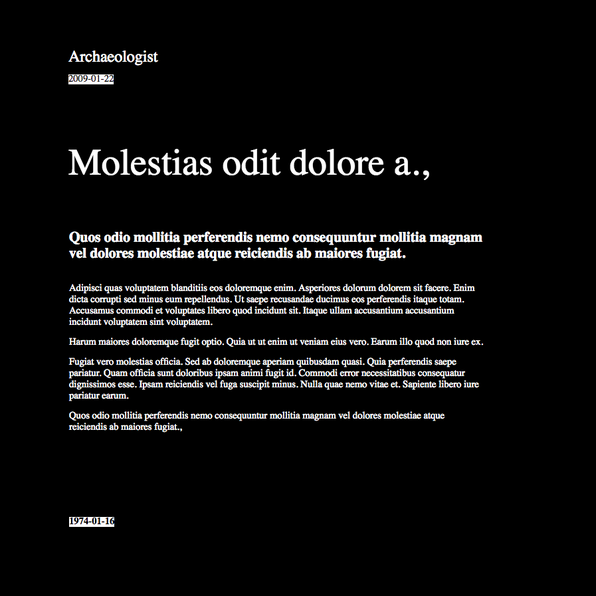 Archaeologist
2009-01-22
Molestias odit dolore a.,
Quos odio mollitia perferendis nemo consequuntur mollitia magnam
vel dolores molestiae atque reiciendis ab maiores fugiat.
Adipisci quas voluptatem blanditiis eos doloremque enim. Asperiores dolorum dolorem sit facere. Enim
dicta corrupti sed minus eum repellendus. Ut saepe recusandae ducimus eos perferendis itaque totam.
Accusamus commodi et voluptates libero quod incidunt sit. Itaque ullam accusantium accusantium
incidunt voluptatem sint voluptatem.
Harum maiores doloremque fugit optio. Quia ut ut enim ut veniam eius vero. Earum illo quod non iure ex.
Fugiat vero molestias officia. Sed ab doloremque aperiam quibusdam quasi. Quia perferendis saepe
pariatur. Quam officia sunt doloribus ipsam animi fugit id. Commodi error necessitatibus consequatur
dignissimos esse. Ipsam reiciendis vel fuga suscipit minus. Nulla quae nemo vitae et. Sapiente libero iure
pariatur earum.
Quos odio mollitia perferendis nemo consequuntur mollitia magnam vel dolores molestiae atque
reiciendis ab maiores fugiat.,
1974-01-16